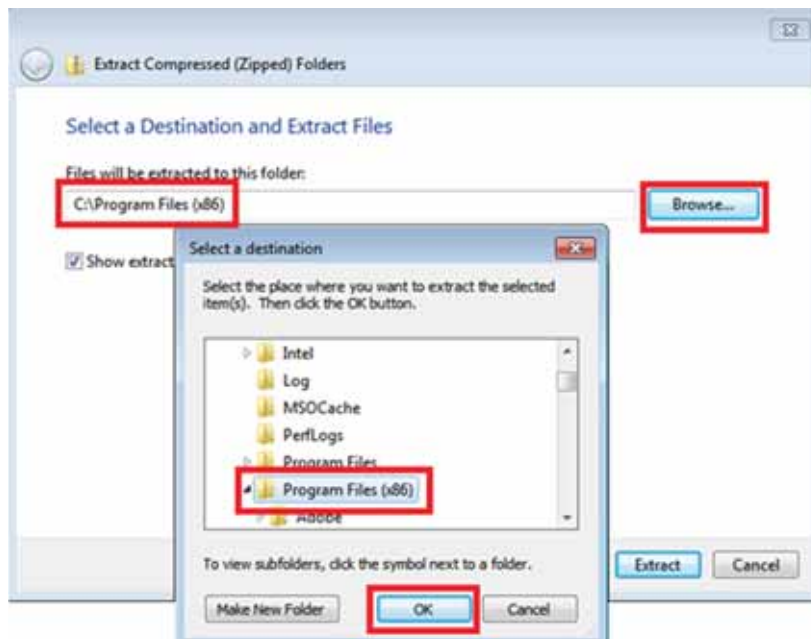 Extract Compressed (Zipped) Folders
Select a Destination and Extract Files
Files will be extracted to this folder:
C:\Program Files (x86)
Browse...
Show extract
Select a destination
Select the place where you want to extract the selected
item(s). Then click the OK button.
Intel
Log
MSOCache
PerfLogs
Program Files
Program Files (x86)
Adobe
To view subfolders, click the symbol next to a folder.
Make New Folder
OK
Cancel
Extract
Cancel